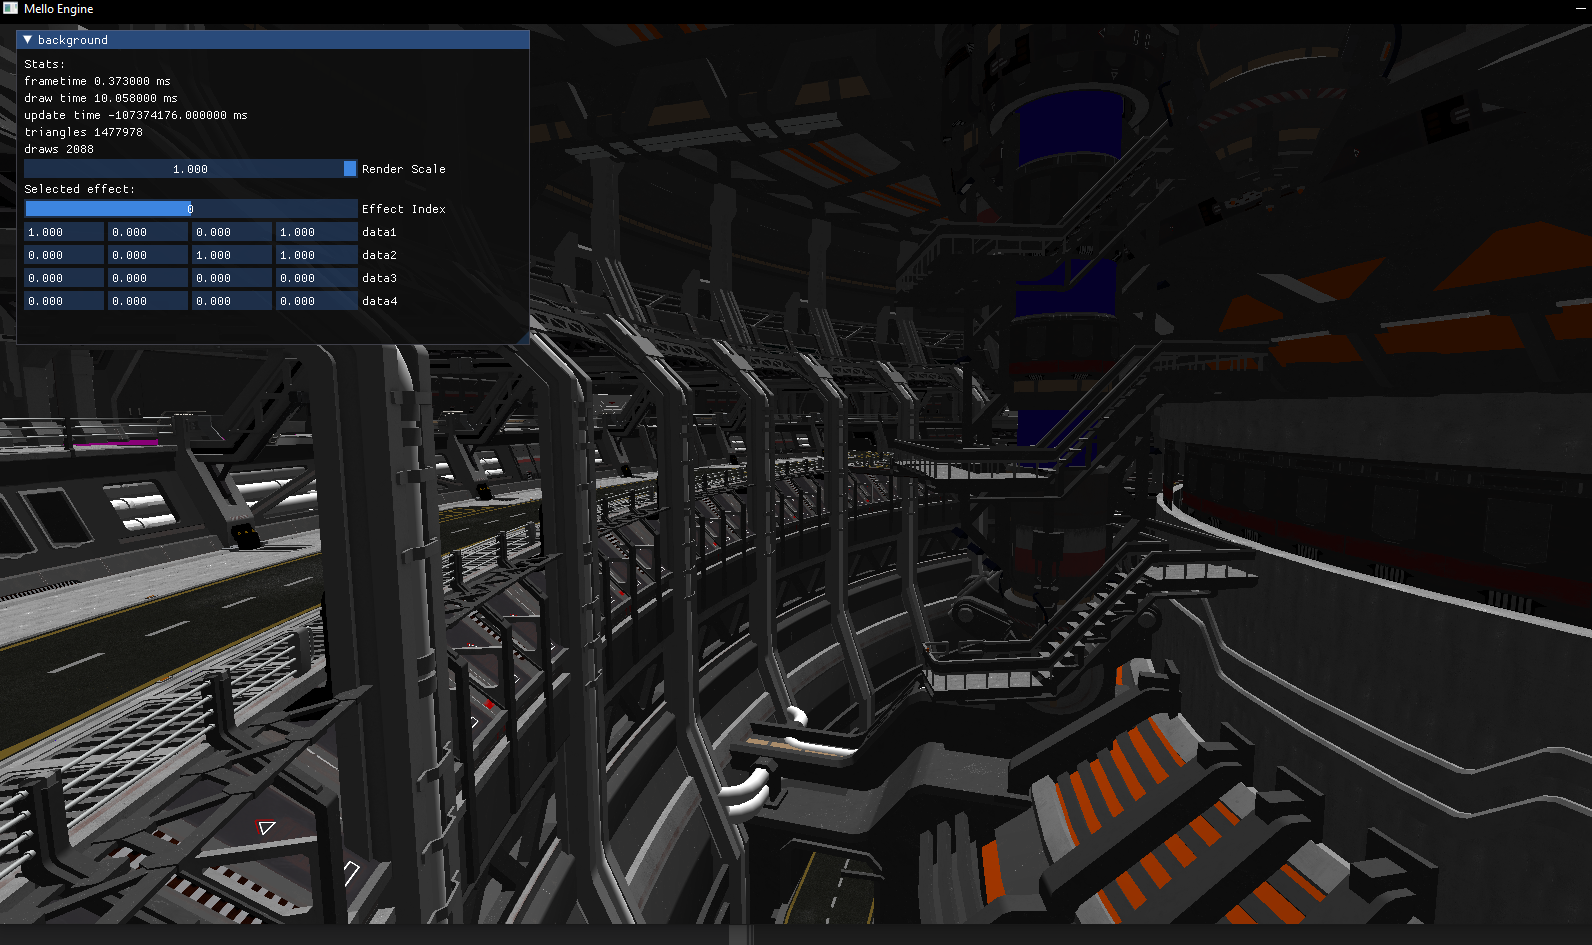 Mello Engine
background
Stats:
frametime 0.373000 ms
draw time 10.058000 ms
update time -107374176.000000 ms
triangles 1477978
draws 2088
1.000 Render Scale
Selected effect:
0 Effect Index
1.000 0.000 0.000 1.000 data1
0.000 0.000 1.000 1.000 data2
0.000 0.000 0.000 0.000 data3
0.000 0.000 0.000 0.000 data4